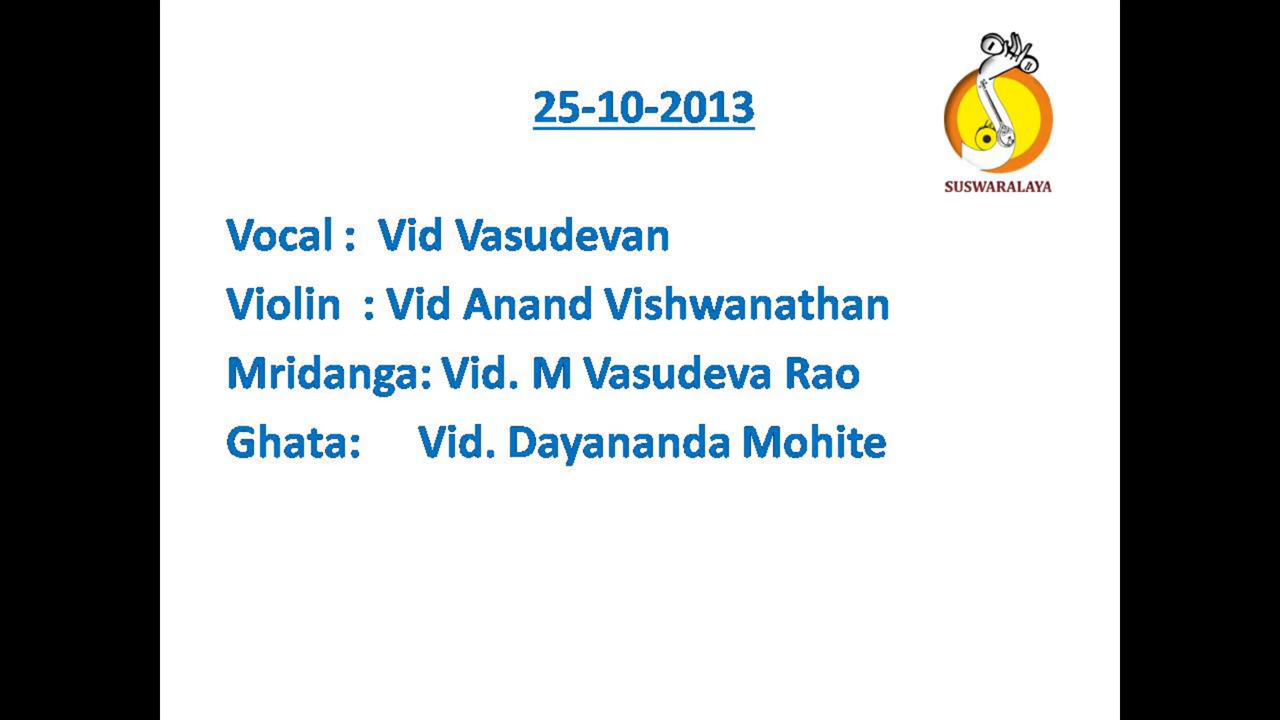 25-10-2013
SUSWARALAYA
Vocal : Vid Vasudevan
Violin : Vid Anand Vishwanathan
Mridanga: Vid. M Vasudeva Rao
Ghata: Vid. Dayananda Mohite